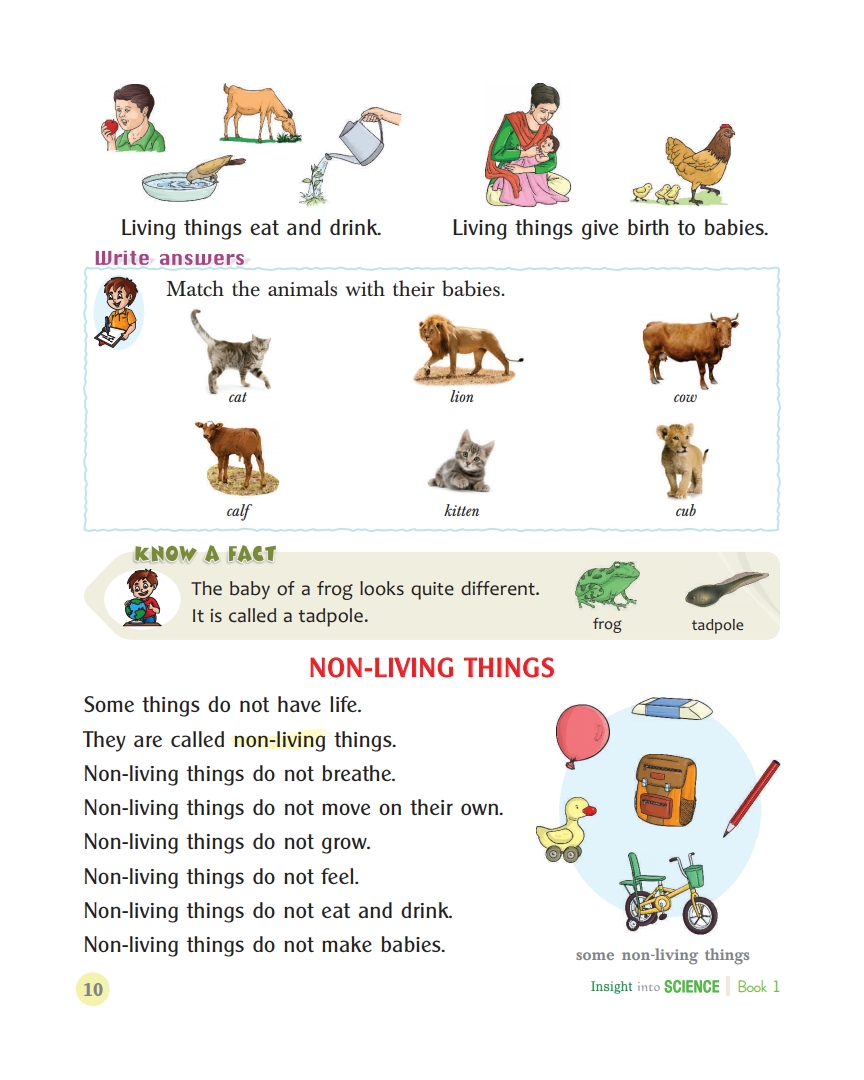 Living things eat and drink.
Living things give birth to babies.
Write answers
Match the animals with their babies.
cat
lion
cow
calf
kitten
cub
KNOW A FACT
The baby of a frog looks quite different.
It is called a tadpole.
frog
tadpole
NON-LIVING THINGS
Some things do not have life.
They are called non-living things.
Non-living things do not breathe.
Non-living things do not move on their own.
Non-living things do not grow.
Non-living things do not feel.
Non-living things do not eat and drink.
Non-living things do not make babies.
some non-living things
10
Insight into SCIENCE Book 1